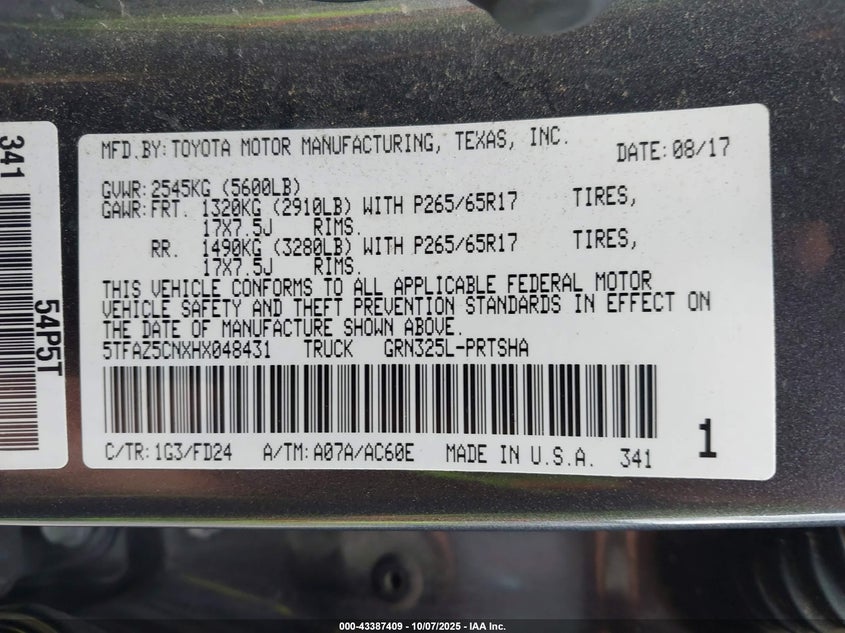 341
54P5T
MFD.BY:TOYOTA MOTOR MANUFACTURING, TEXAS, INC. DATE:08/17
GVWR:2545KG (5600LB)
GAWR:FRT. 1320KG (2910LB) WITH P265/65R17 TIRES,
17X7.5J RIMS.
RR. 1490KG (3280LB) WITH P265/65R17 TIRES,
17X7.5J RIMS.
THIS VEHICLE CONFORMS TO ALL APPLICABLE FEDERAL MOTOR
VEHICLE SAFETY AND THEFT PREVENTION STANDARDS IN EFFECT ON
THE DATE OF MANUFACTURE SHOWN ABOVE.
5TFAZ5CNXHX048431 TRUCK GRN325L-PRTSHA
C/TR:1G3/FD24 A/TM:A07A/AC60E MADE IN U.S.A. 341
1
000-43387409 - 10/07/2025 - IAA Inc.